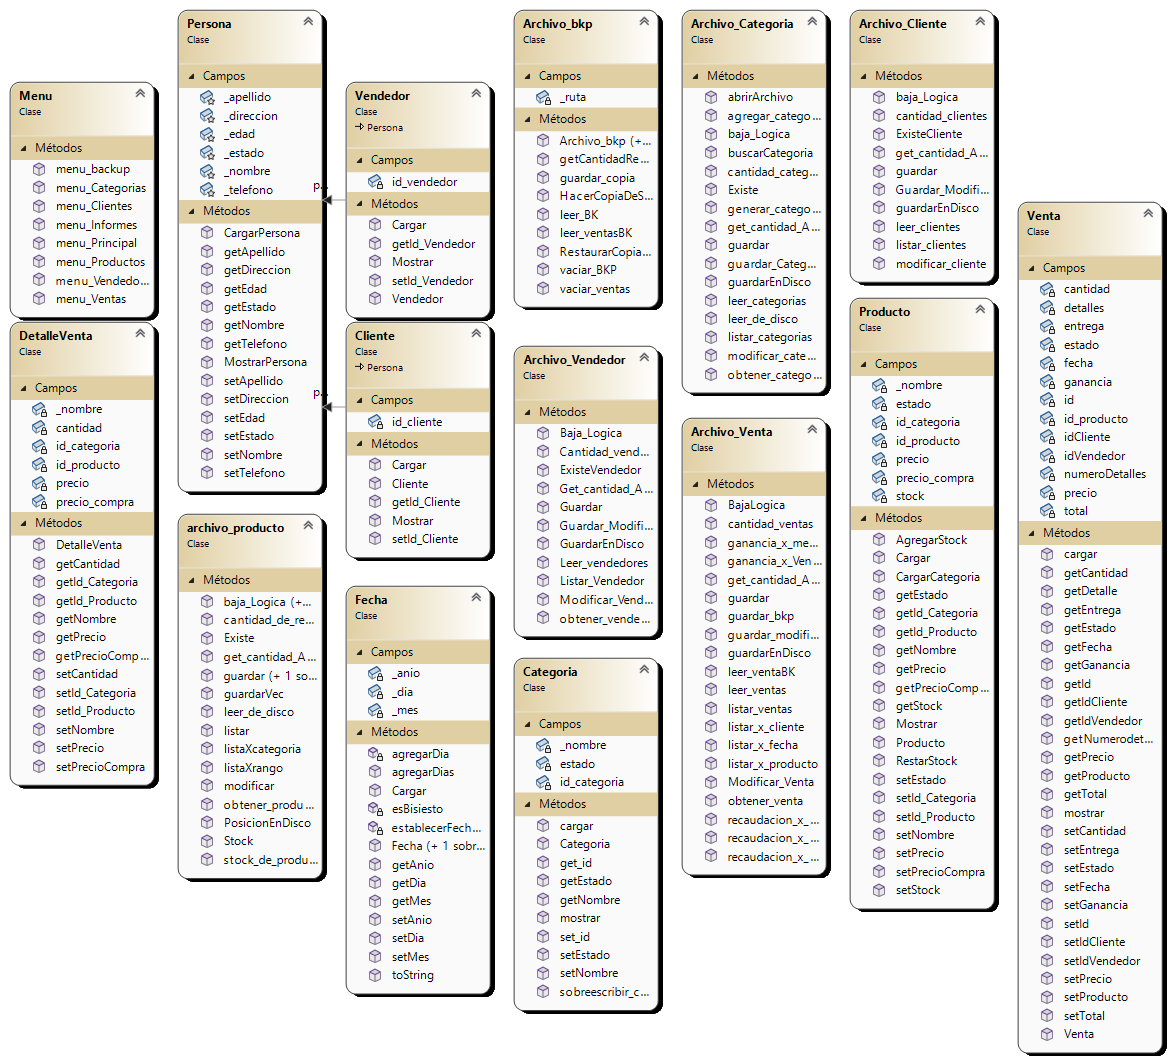 Menu
Clase
Métodos
menu_backup
menu_Categorias
menu_Clientes
menu_Informes
menu_Principal
menu_Productos
menu_Vendedo...
menu_Ventas
DetalleVenta
Clase
Campos
_nombre
cantidad
id_categoria
id_producto
precio
precio_compra
Métodos
DetalleVenta
getCantidad
getId_Categoria
getId_Producto
getNombre
getPrecio
getPrecioComp...
setCantidad
setId_Categoria
setId_Producto
setNombre
setPrecio
setPrecioCompra
Persona
Clase
Campos
_apellido
_direccion
_edad
_estado
_nombre
_telefono
Métodos
CargarPersona
getApellido
getDireccion
getEdad
getEstado
getNombre
getTelefono
MostrarPersona
setApellido
setDireccion
setEdad
setEstado
setNombre
setTelefono
p...
p...
archivo_producto
Clase
Métodos
baja_Logica (+...
cantidad_de_re...
Existe
get_cantidad_A...
guardar (+ 1 so...
guardarVec
leer_de_disco
listar
listaXcategoria
listaXrango
modificar
obtener_produ...
PosicionEnDisco
Stock
stock_de_produ...
Vendedor
Clase
Persona
Campos
id_vendedor
Métodos
Cargar
getId_Vendedor
Mostrar
setId_Vendedor
Vendedor
Cliente
Clase
Persona
Campos
id_cliente
Métodos
Cargar
Cliente
getId_Cliente
Mostrar
setId_Cliente
Fecha
Clase
Campos
_anio
_dia
_mes
Métodos
agregarDia
agregarDias
Cargar
esBisiesto
establecerFech...
Fecha (+ 1 sobr...
getAnio
getDia
getMes
setAnio
setDia
setMes
toString
Archivo_bkp
Clase
Campos
_ruta
Métodos
Archivo_bkp (+...
getCantidadRe...
guardar_copia
HacerCopiaDeS...
leer_BK
leer_ventasBK
RestaurarCopia...
vaciar_BKP
vaciar_ventas
Archivo_Vendedor
Clase
Métodos
Baja_Logica
Cantidad_vend...
ExisteVendedor
Get_cantidad_A...
Guardar
Guardar_Modifi...
GuardarEnDisco
Leer_vendedores
Listar_Vendedor
Modificar_Vend...
obtener_vende...
Categoria
Clase
Campos
_nombre
estado
id_categoria
Métodos
cargar
Categoria
get_id
getEstado
getNombre
mostrar
set_id
setEstado
setNombre
sobreescribir_c...
Archivo_Categoria
Clase
Métodos
abrirArchivo
agregar_catego...
baja_Logica
buscarCategoria
cantidad_categ...
Existe
generar_catego...
get_cantidad_A...
guardar
guardar_Categ...
guardarEnDisco
leer_categorias
leer_de_disco
listar_categorias
modificar_cate...
obtener_catego...
Archivo_Venta
Clase
Métodos
BajaLogica
cantidad_ventas
ganancia_x_me...
ganancia_x_Ven...
get_cantidad_A...
guardar
guardar_bkp
guardar_modifi...
guardarEnDisco
leer_ventaBK
leer_ventas
listar_ventas
listar_x_cliente
listar_x_fecha
listar_x_producto
Modificar_Venta
obtener_venta
recaudacion_x_...
recaudacion_x_...
recaudacion_x_...
Archivo_Cliente
Clase
Métodos
baja_Logica
cantidad_clientes
ExisteCliente
get_cantidad_A...
guardar
Guardar_Modifi...
guardarEnDisco
leer_clientes
listar_clientes
modificar_cliente
Producto
Clase
Campos
_nombre
estado
id_categoria
id_producto
precio
precio_compra
stock
Métodos
AgregarStock
Cargar
CargarCategoria
getEstado
getId_Categoria
getId_Producto
getNombre
getPrecio
getPrecioComp...
getStock
Mostrar
Producto
RestarStock
setEstado
setId_Categoria
setId_Producto
setNombre
setPrecio
setPrecioCompra
setStock
Venta
Clase
Campos
cantidad
detalles
entrega
estado
fecha
ganancia
id
id_producto
idCliente
idVendedor
numeroDetalles
precio
total
Métodos
cargar
getCantidad
getDetalle
getEntrega
getEstado
getFecha
getGanancia
getId
getIdCliente
getIdVendedor
getNumerodet...
getPrecio
getProducto
getTotal
mostrar
setCantidad
setEntrega
setEstado
setFecha
setGanancia
setId
setIdCliente
setIdVendedor
setPrecio
setProducto
setTotal
Venta